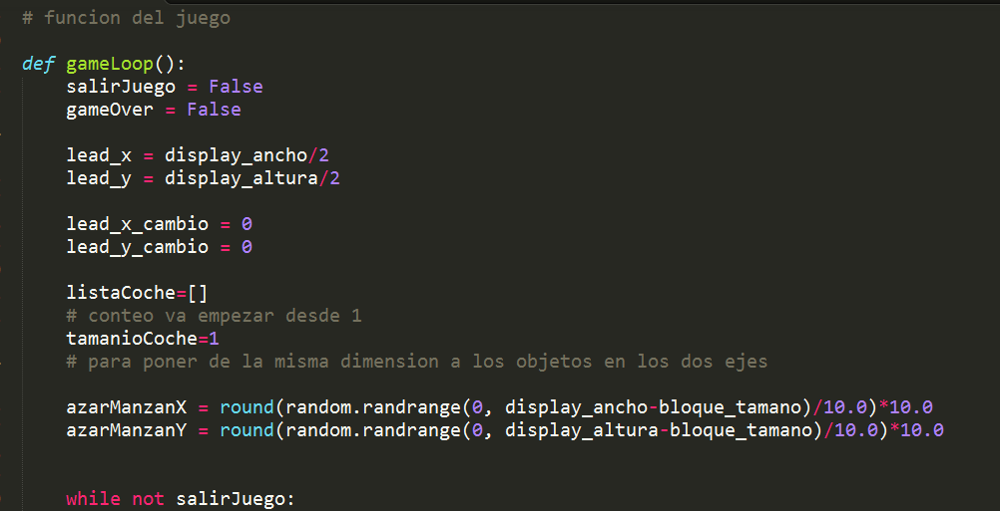 # funcion del juego
def gameLoop():
salirJuego = False
gameOver = False
lead_x = display_ancho/2
lead_y = display_altura/2
lead_x_cambio = 0
lead_y_cambio = 0
listaCoche=[]
# conteo va empezar desde 1
tamanioCoche=1
# para poner de la misma dimension a los objetos en los dos ejes
azarManzanX = round(random.randrange(0, display_ancho-bloque_tamano)/10.0)*10.0
azarManzanY = round(random.randrange(0, display_altura-bloque_tamano)/10.0)*10.0
while not salirJuego: